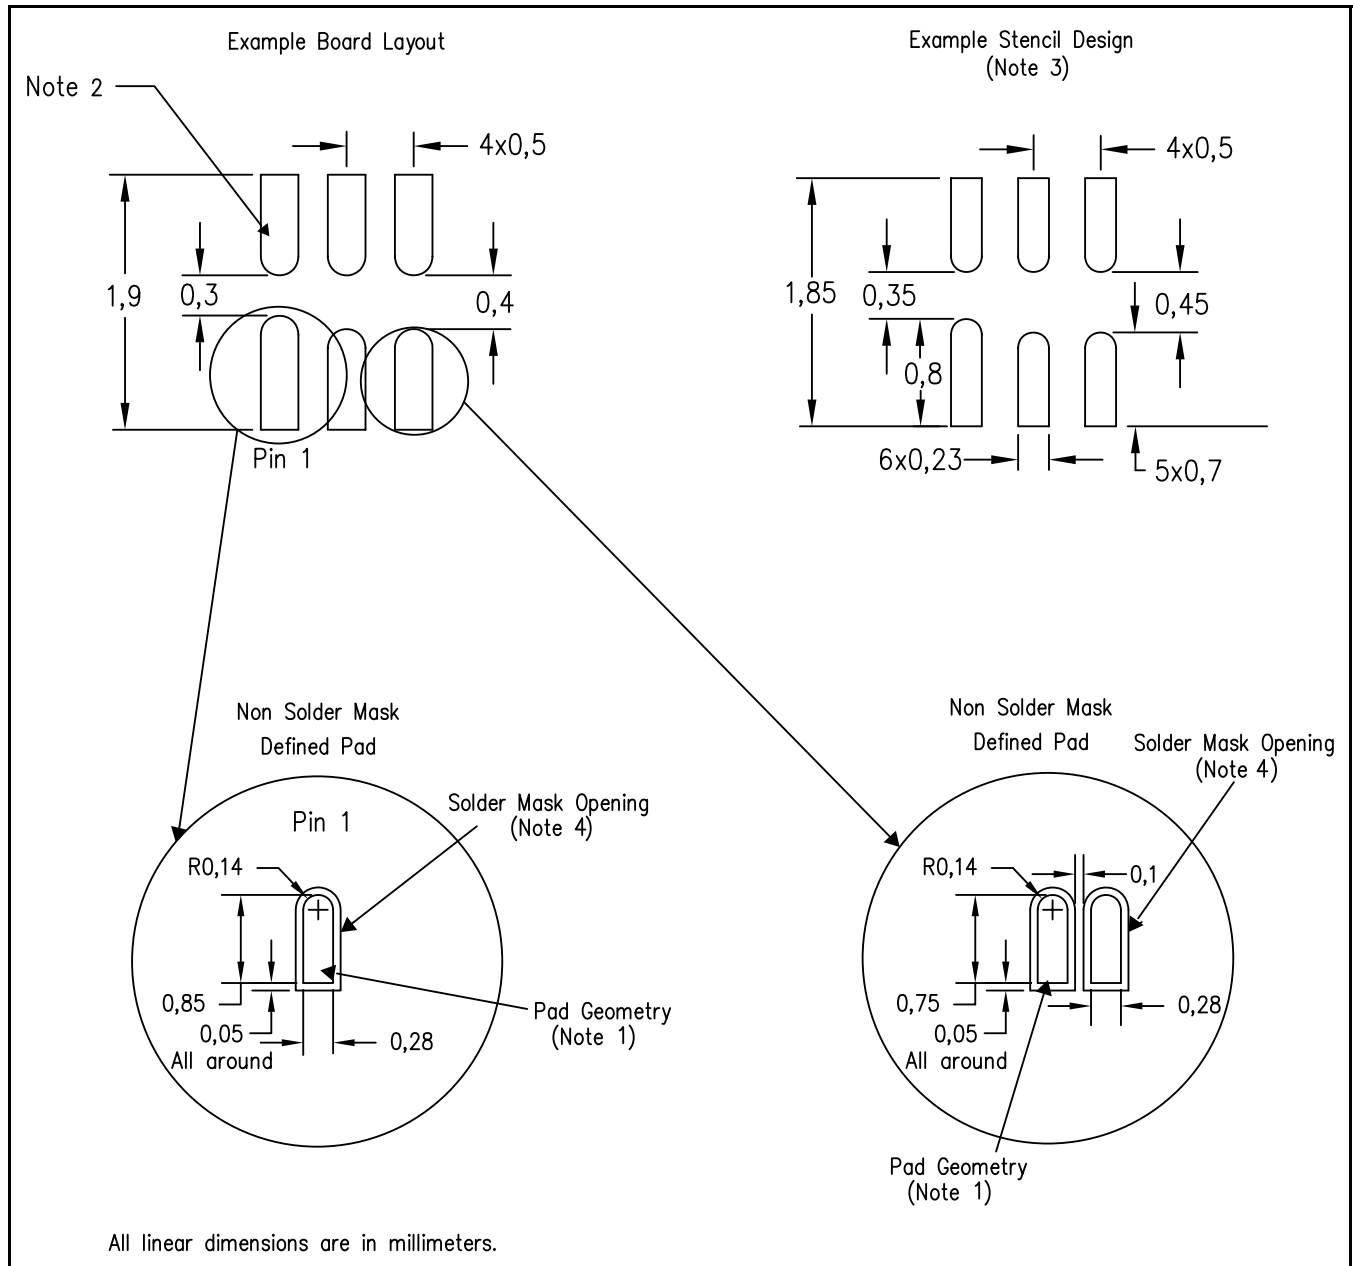 Example Board Layout
Example Stencil Design
(Note 3)
Note 2
4x0,5
4x0,5
1,9
0,3
0,4
1,85
0,35
0,45
0,8
Pin 1
6x0,23
5x0,7
Non Solder Mask
Defined Pad
Solder Mask Opening
(Note 4)
Pin 1
R0,14
0,85
0,05
All around
0,28
Pad Geometry
(Note 1)
Non Solder Mask
Defined Pad
Solder Mask Opening
(Note 4)
R0,14
0,1
0,75
0,05
All around
0,28
Pad Geometry
(Note 1)
All linear dimensions are in millimeters.